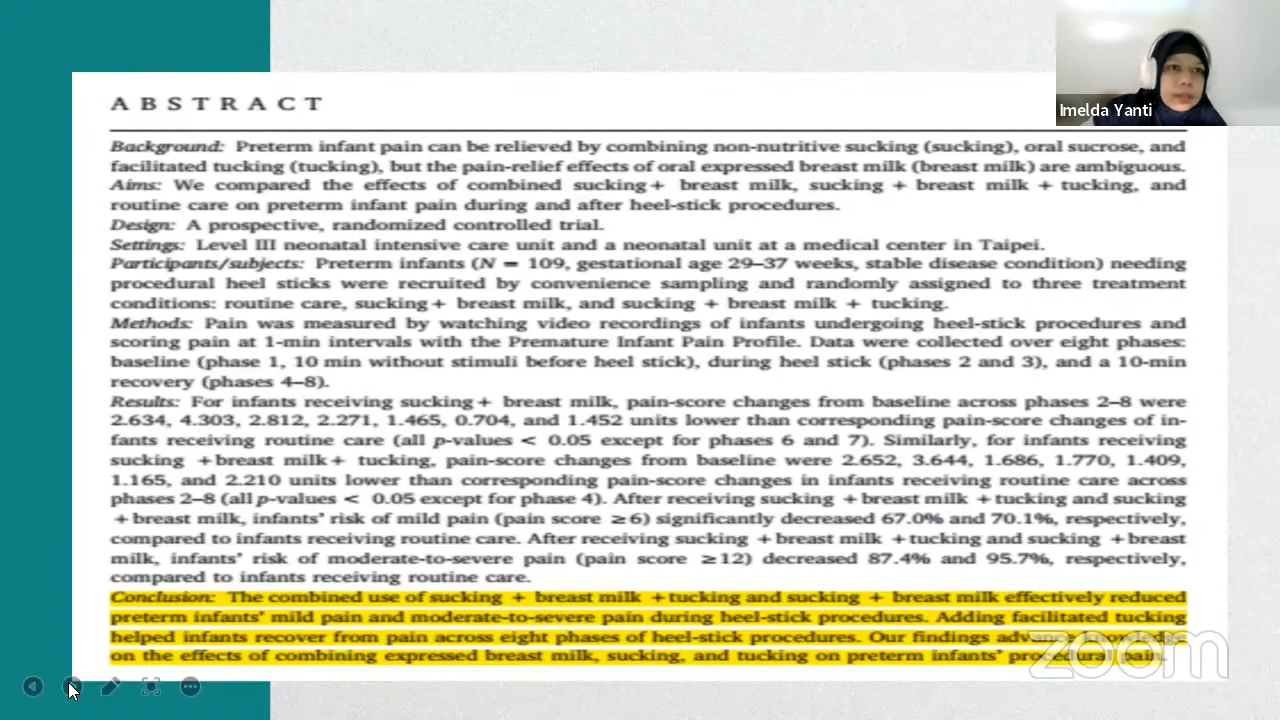 ABSTRACT
Imelda Yanti
Background: Preterm infant pain can be relieved by combining non-nutritive sucking (sucking), oral sucrose, and
facilitated tucking (tucking), but the pain-relief effects of oral expressed breast milk (breast milk) are ambiguous.
Aims: We compared the effects of combined sucking+ breast milk, sucking + breast milk + tucking, and
routine care on preterm infant pain during and after heel-stick procedures.
Design: A prospective, randomized controlled trial.
Settings: Level III neonatal intensive care unit and a neonatal unit at a medical center in Taipei.
Participants/subjects: Preterm infants (N = 109, gestational age 29–37 weeks, stable disease condition) needing
procedural heel sticks were recruited by convenience sampling and randomly assigned to three treatment
conditions: routine care, sucking+ breast milk, and sucking + breast milk + tucking.
Methods: Pain was measured by watching video recordings of infants undergoing heel-stick procedures and
scoring pain at 1-min intervals with the Premature Infant Pain Profile. Data were collected over eight phases:
baseline (phase 1, 10 min without stimuli before heel stick), during heel stick (phases 2 and 3), and a 10-min
recovery (phases 4–8).
Results: For infants receiving sucking+ breast milk, pain-score changes from baseline across phases 2–8 were
2.634, 4.303, 2.812, 2.271, 1.465, 0.704, and 1.452 units lower than corresponding pain-score changes of in-
fants receiving routine care (all p-values < 0.05 except for phases 6 and 7). Similarly, for infants receiving
sucking +breast milk+ tucking, pain-score changes from baseline were 2.652, 3.644, 1.686, 1.770, 1.409,
1.165, and 2.210 units lower than corresponding pain-score changes in infants receiving routine care across
phases 2–8 (all p-values < 0.05 except for phase 4). After receiving sucking +breast milk +tucking and sucking
+breast milk, infants' risk of mild pain (pain score ≥6) significantly decreased 67.0% and 70.1%, respectively,
compared to infants receiving routine care. After receiving sucking +breast milk +tucking and sucking +breast
milk, infants' risk of moderate-to-severe pain (pain score ≥12) decreased 87.4% and 95.7%, respectively,
compared to infants receiving routine care.
Conclusion: The combined use of sucking + breast milk +tucking and sucking + breast milk effectively reduced
preterm infants' mild pain and moderate-to-severe pain during heel-stick procedures. Adding facilitated tucking
helped infants recover from pain across eight phases of heel-stick procedures. Our findings
on the effects of combining expressed breast milk, sucking, and tucking on preterm infants' procedural pain.
zoom